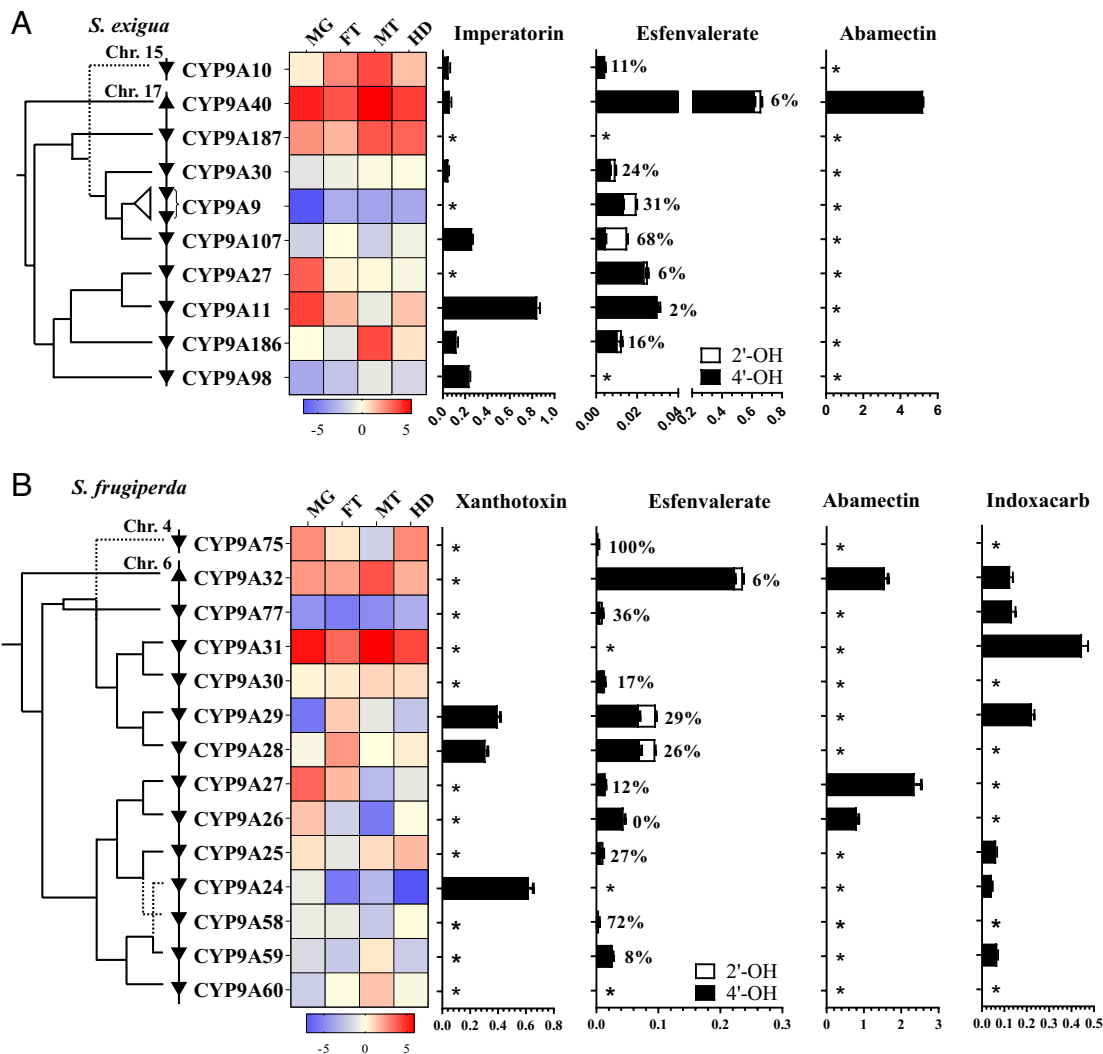 A
S. exigua
MG FT MT HD
Imperatorin Esfenvalerate Abamectin
Chr. 15
CYP9A10 11% *
Chr. 17
CYP9A40 6%
CYP9A187 * * *
CYP9A30 24% *
CYP9A9 * 31% *
CYP9A107 68% *
CYP9A27 * 6% *
CYP9A11 2% *
CYP9A186 16% *
CYP9A98 * *
2'-OH
4'-OH
-5 0 5
0.0 0.2 0.4 0.6 0.8 1.0
0.00 0.02 0.04 0.2 0.4 0.6 0.8
0 2 4 6
B
S. frugiperda
MG FT MT HD
Xanthotoxin Esfenvalerate Abamectin Indoxacarb
Chr. 4
CYP9A75 * 100% * *
Chr. 6
CYP9A32 * 6%
CYP9A77 * 36% *
CYP9A31 * * *
CYP9A30 * 17% * *
CYP9A29 29% *
CYP9A28 26% * *
CYP9A27 * 12% *
CYP9A26 * 0% *
CYP9A25 * 27% *
CYP9A24 * *
CYP9A58 * 72% * *
CYP9A59 * 8% *
CYP9A60 * * * *
2'-OH
4'-OH
-5 0 5
0.0 0.2 0.4 0.6 0.8 1.0
0.0 0.1 0.2 0.3
0 1 2 3
0.0 0.1 0.2 0.3 0.4 0.5